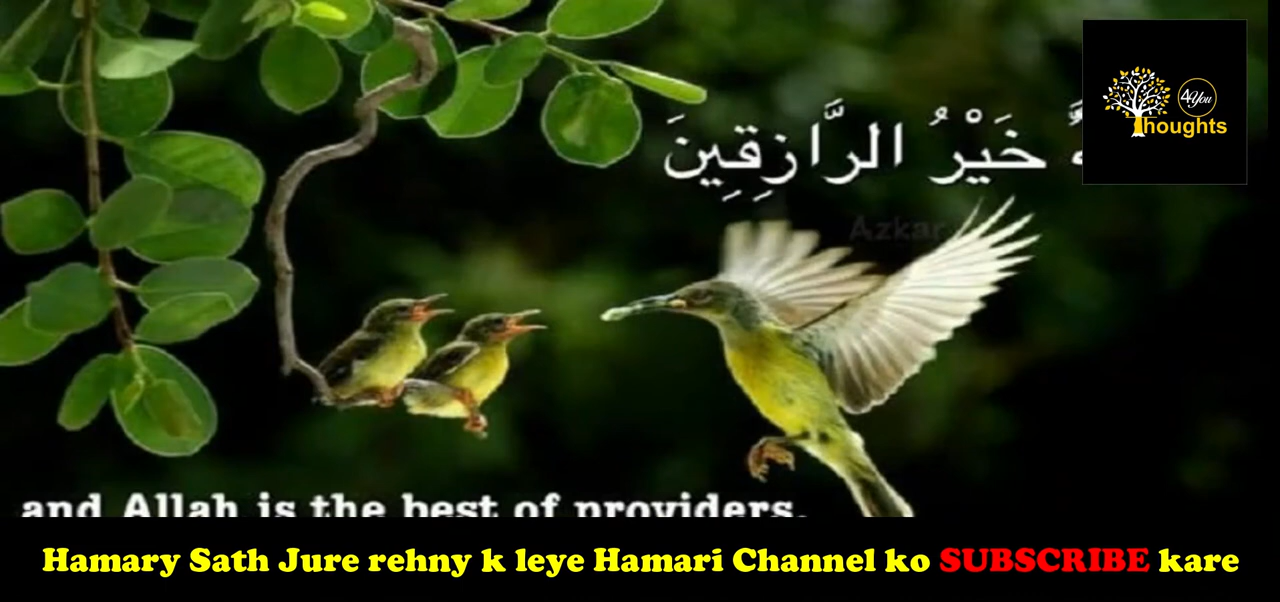 خَيْرُ الرَّازِقِينَ
4You
Thoughts
Azkar
and Allah is the best of providers.
Hamary Sath Jure rehny k leye Hamari Channel ko SUBSCRIBE kare